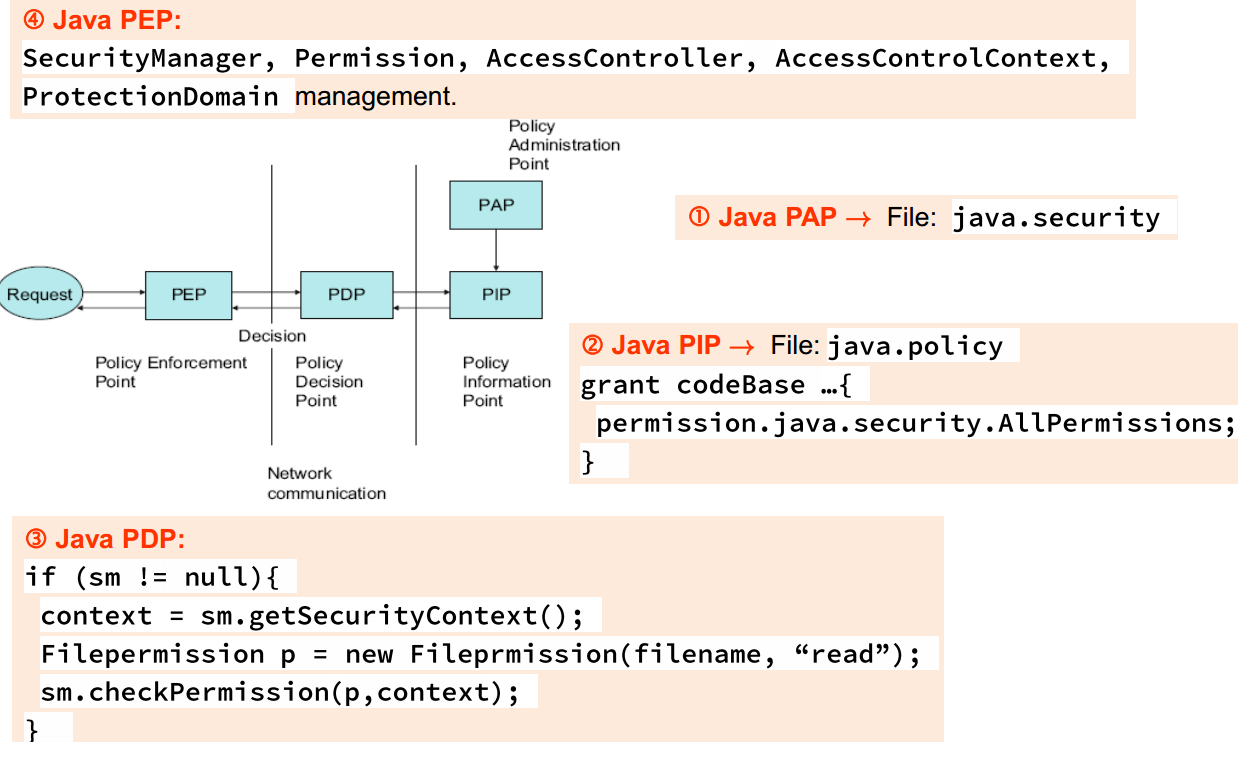 ④ Java PEP:
SecurityManager, Permission, AccessController, AccessControlContext,
ProtectionDomain management.
Policy
Administration
Point
PAP
① Java PAP → File: java.security
Request
PEP
PDP
PIP
Decision
Policy Enforcement
Point
Policy
Decision
Point
Policy
Information
Point
② Java PIP → File: java.policy
grant codeBase …{
permission.java.security.AllPermissions;
}
Network
communication
③ Java PDP:
if (sm != null){
context = sm.getSecurityContext();
Filepermission p = new Fileprmission(filename, “read”);
sm.checkPermission(p,context);
}